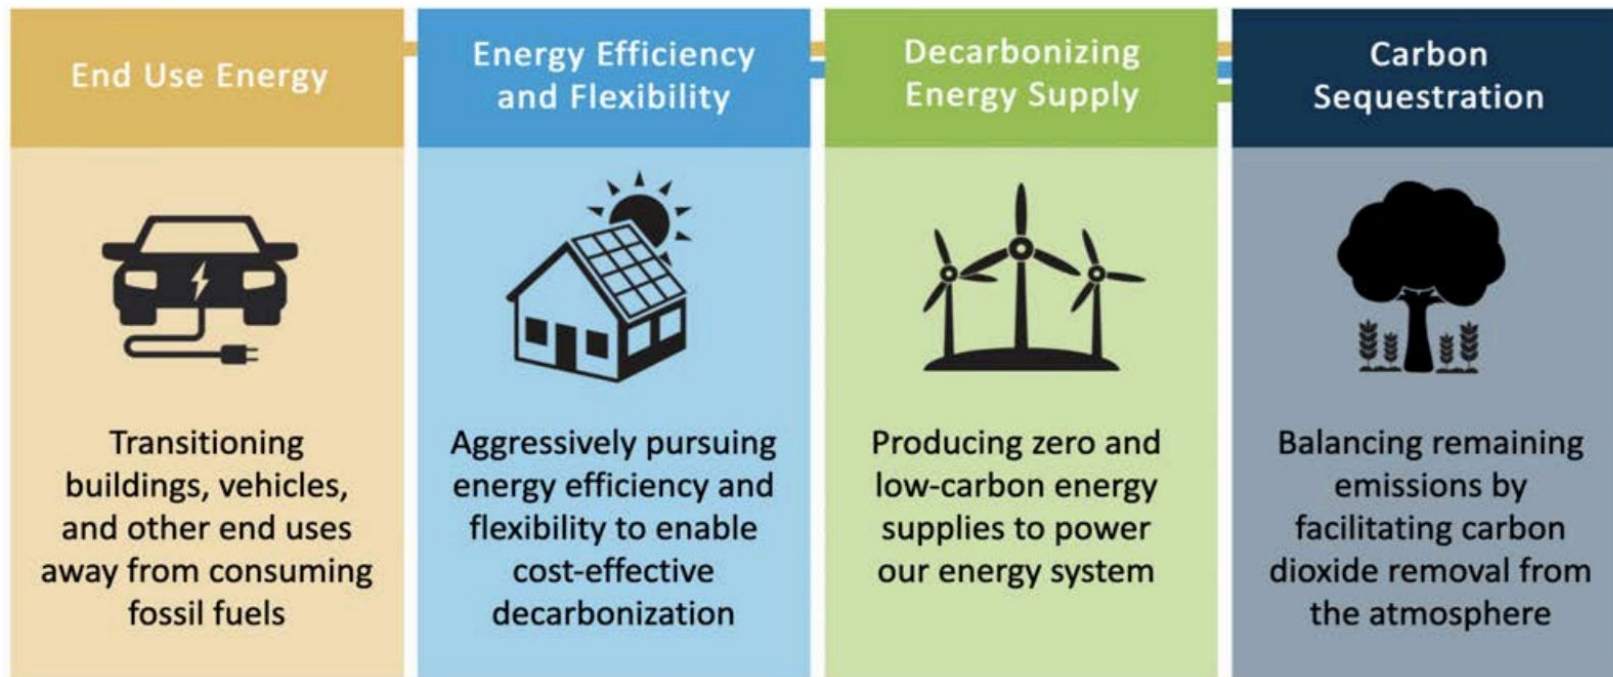 End Use Energy
Energy Efficiency
and Flexibility
Decarbonizing
Energy Supply
Carbon
Sequestration
Transitioning
buildings, vehicles,
and other end uses
away from consuming
fossil fuels
Aggressively pursuing
energy efficiency and
flexibility to enable
cost-effective
decarbonization
Producing zero and
low-carbon energy
supplies to power
our energy system
Balancing remaining
emissions by
facilitating carbon
dioxide removal from
the atmosphere